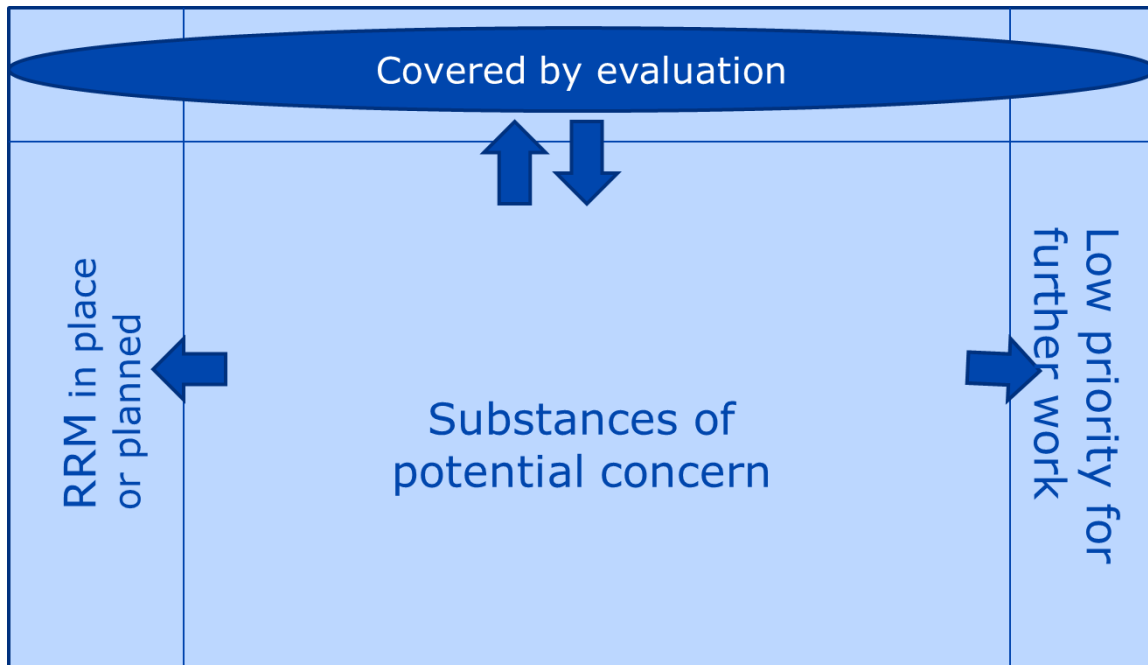 Covered by evaluation
RRM in place
or planned
Substances of
potential concern
Low priority for
further work